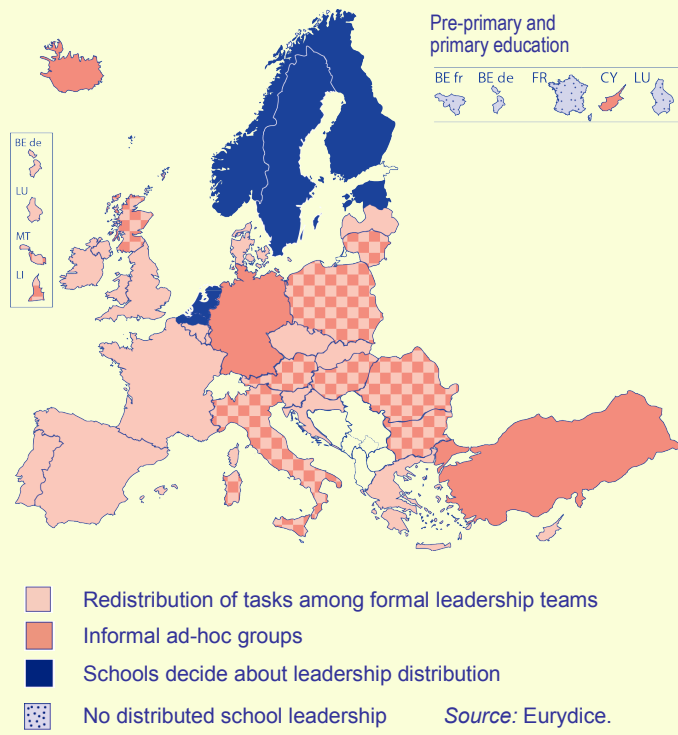 Pre-primary and
primary education
BE fr BE de FR CY LU
BE de
LU
MT
LI
Redistribution of tasks among formal leadership teams
Informal ad-hoc groups
Schools decide about leadership distribution
No distributed school leadership Source: Eurydice.